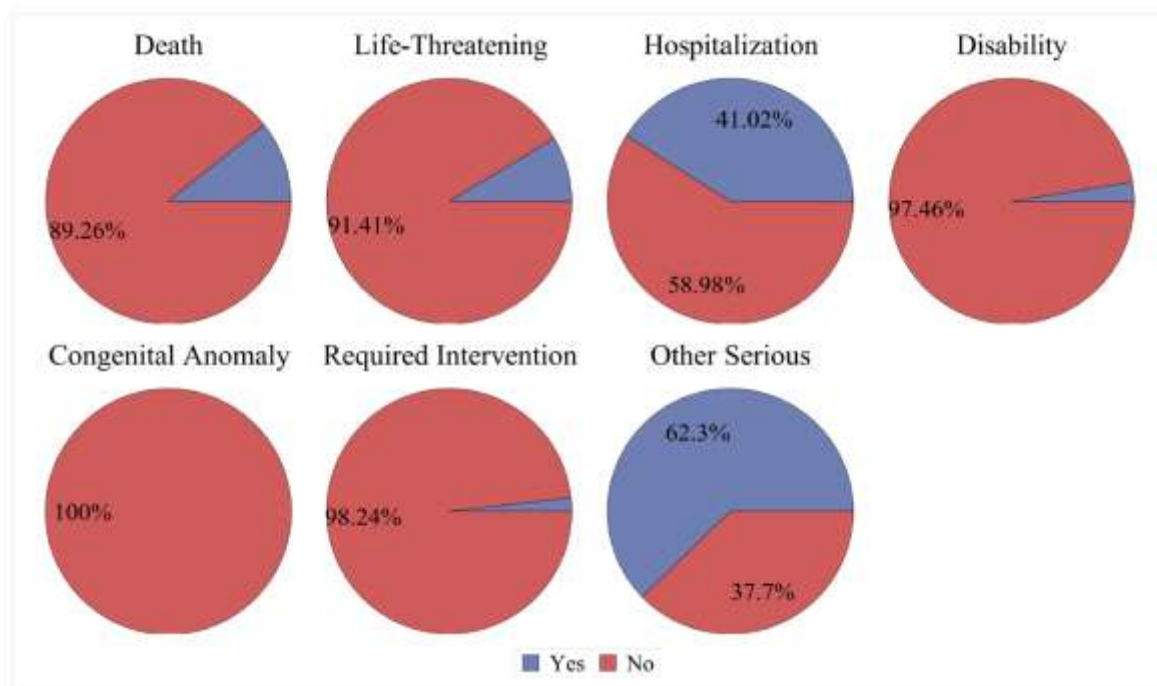 Death Life-Threatening Hospitalization Disability
41.02%
89.26% 91.41% 97.46%
58.98%
Congenital Anomaly Required Intervention Other Serious
62.3%
100% 98.24%
37.7%
Yes No